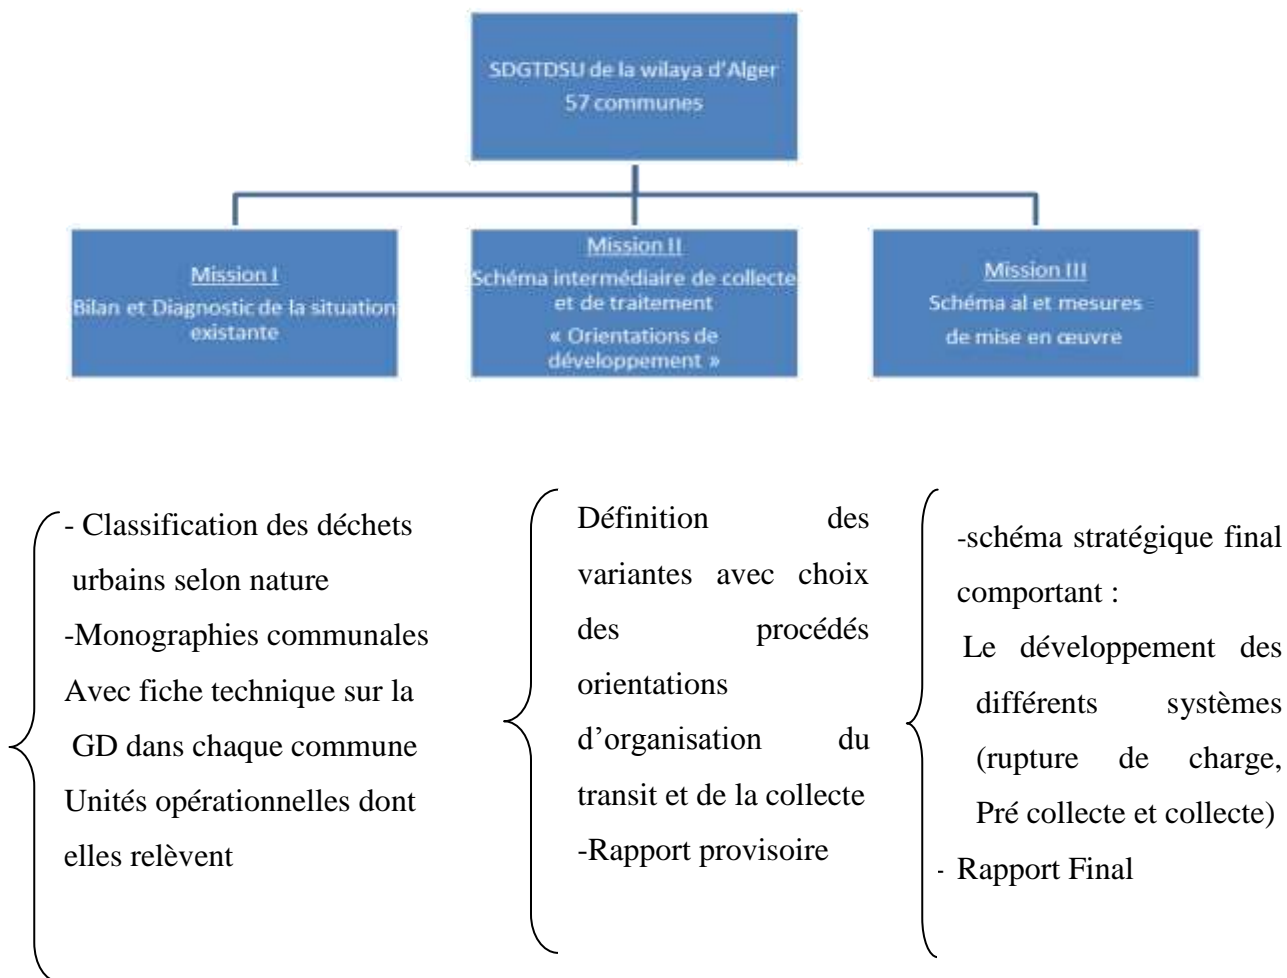 SDGTDSU de la wilaya d'Alger
57 communes
Mission I
Bilan et Diagnostic de la situation
existante
Mission II
Schéma intermédiaire de collecte
et de traitement
« Orientations de
développement »
Mission III
Schéma al et mesures
de mise en œuvre
- Classification des déchets
urbains selon nature
-Monographies communales
Avec fiche technique sur la
GD dans chaque commune
Unités opérationnelles dont
elles relèvent
Définition des
variantes avec choix
des procédés
orientations
d'organisation du
transit et de la collecte
-Rapport provisoire
-schéma stratégique final
comportant :
Le développement des
différents systèmes
(rupture de charge,
Pré collecte et collecte)
- Rapport Final